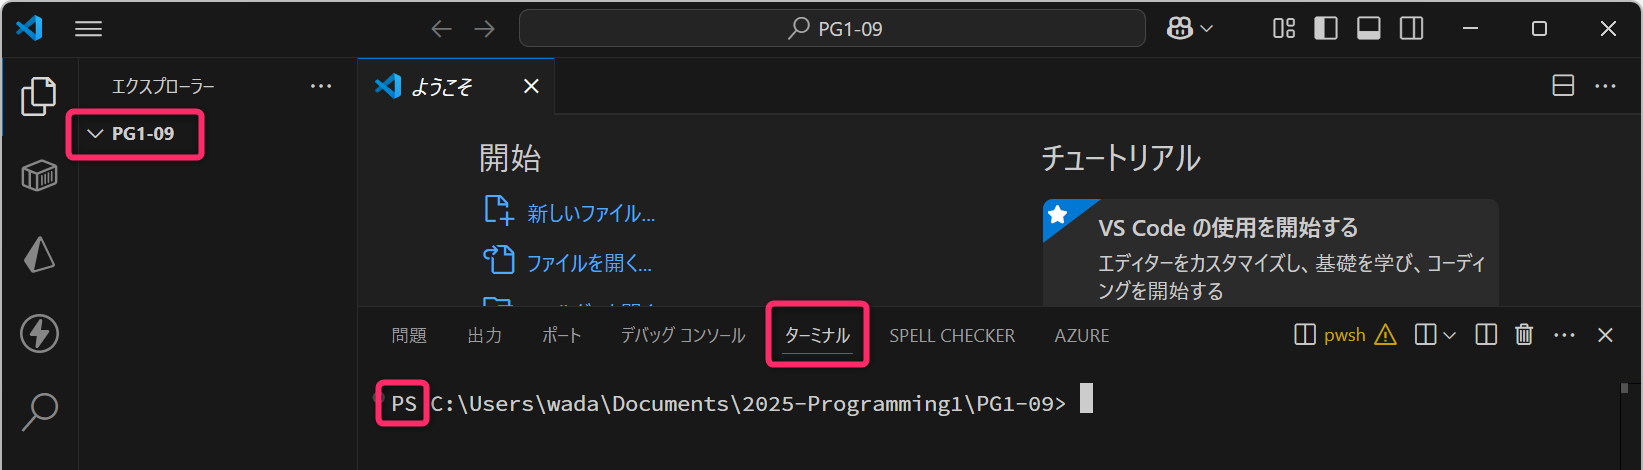 PG1-09
エクスプローラー
ようこそ
PG1-09
開始
チュートリアル
新しいファイル...
VS Code の使用を開始する
ファイルを開く...
エディターをカスタマイズし、基礎を学び、コーディ
ングを開始する
問題 出力 ポート デバッグ コンソール ターミナル SPELL CHECKER AZURE pwsh
PS C:\Users\wada\Documents\2025-Programming1\PG1-09>